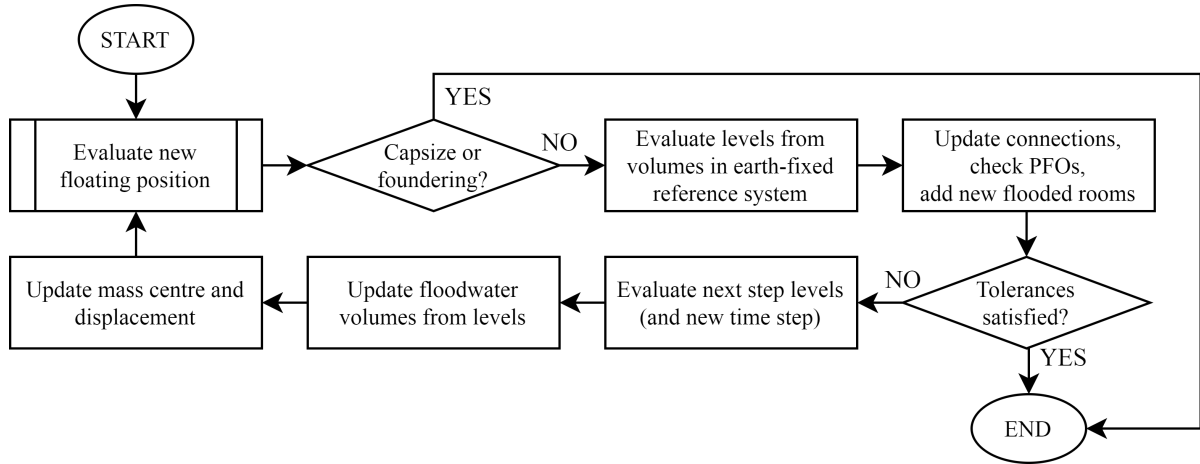 START
Evaluate new
floating position
YES
Capsize or
foundering?
NO
Evaluate levels from
volumes in earth-fixed
reference system
Update connections,
check PFOs,
add new flooded rooms
Tolerances
satisfied?
NO
YES
Evaluate next step levels
(and new time step)
Update floodwater
volumes from levels
Update mass centre and
displacement
END